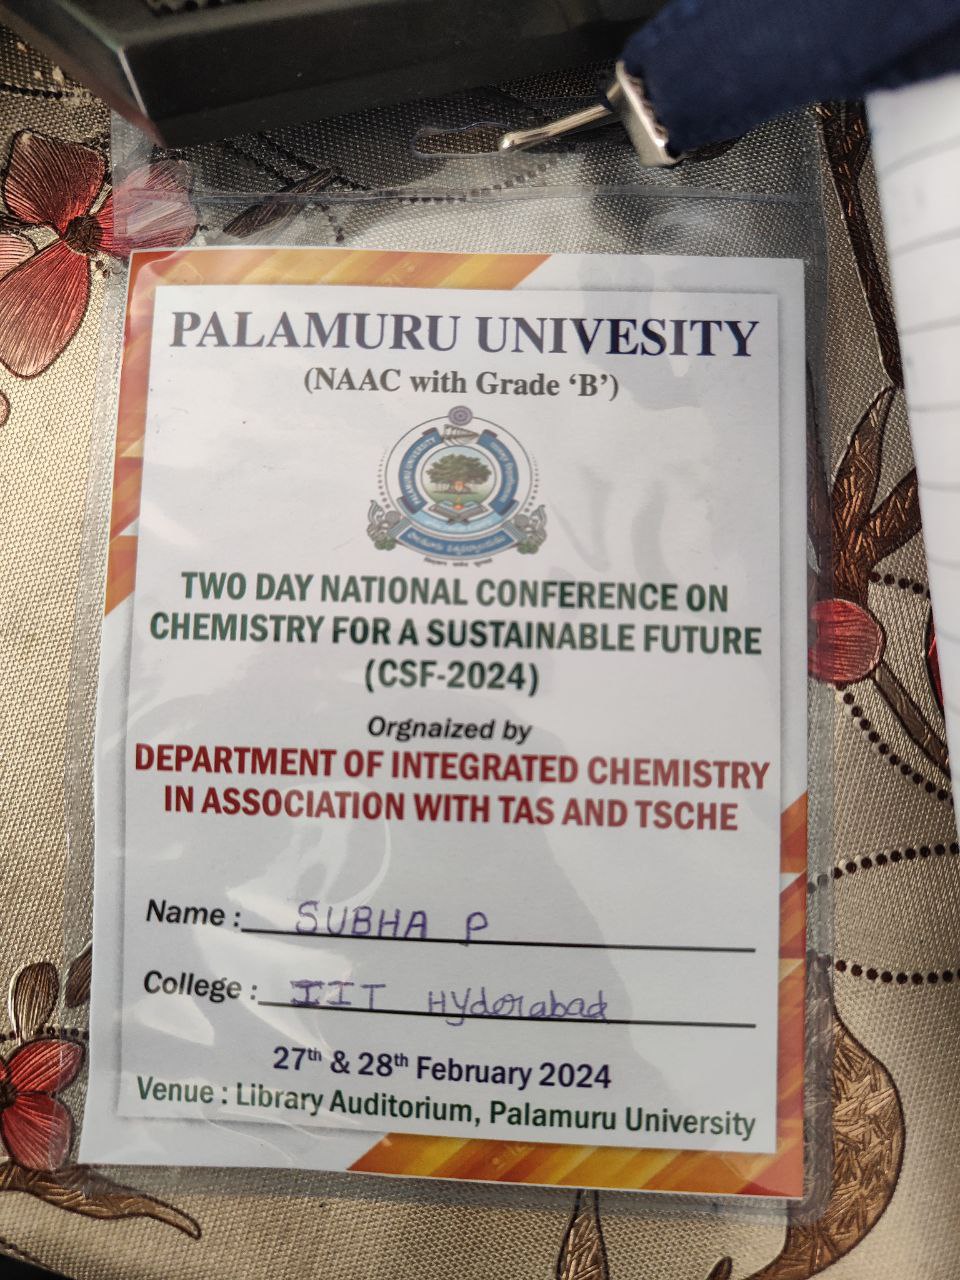 PALAMURU UNIVESITY
(NAAC with Grade ‘B’)
PALAMURU UNIVERSITY
TWO DAY NATIONAL CONFERENCE ON
CHEMISTRY FOR A SUSTAINABLE FUTURE
(CSF-2024)
Orgnaized by
DEPARTMENT OF INTEGRATED CHEMISTRY
IN ASSOCIATION WITH TAS AND TSCHE
Name : SUBHA P
College : IIT Hyderabad
27th & 28th February 2024
Venue : Library Auditorium, Palamuru University